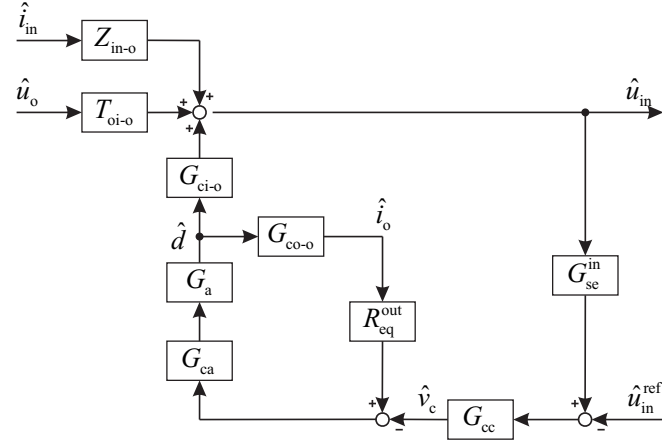 î_in
Z_in-o
û_o
T_oi-o
+
+
+
û_in
G_ci-o
d̂
G_co-o
î_o
G_a
R_eq^out
G_se^in
G_ca
+
v̂_c
-
G_cc
+
-
û_in^ref